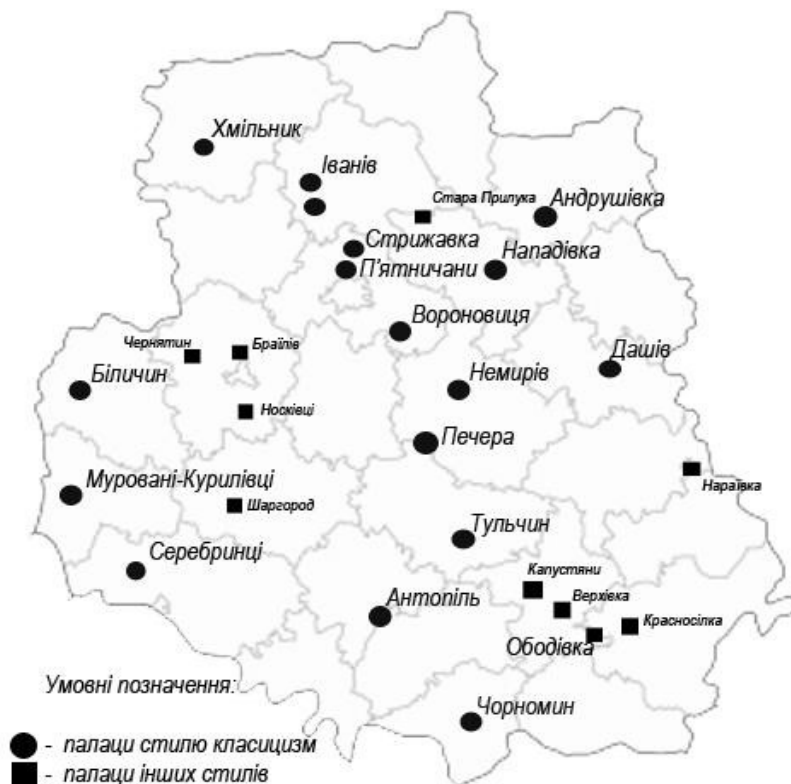 Хмільник
Іванів
Стара Прилука
Андрушівка
Стрижавка
Нападівка
П'ятничани
Вороновиця
Чернятин
Браїлів
Дашів
Біличин
Немирів
Носківці
Печера
Муровані-Курилівці
Нараївка
Шаргород
Тульчин
Серебринці
Капустяни
Антопіль
Верхівка
Красносілка
Ободівка
Умовні позначення:
Чорномин
- палаци стилю класицизм
- палаци інших стилів